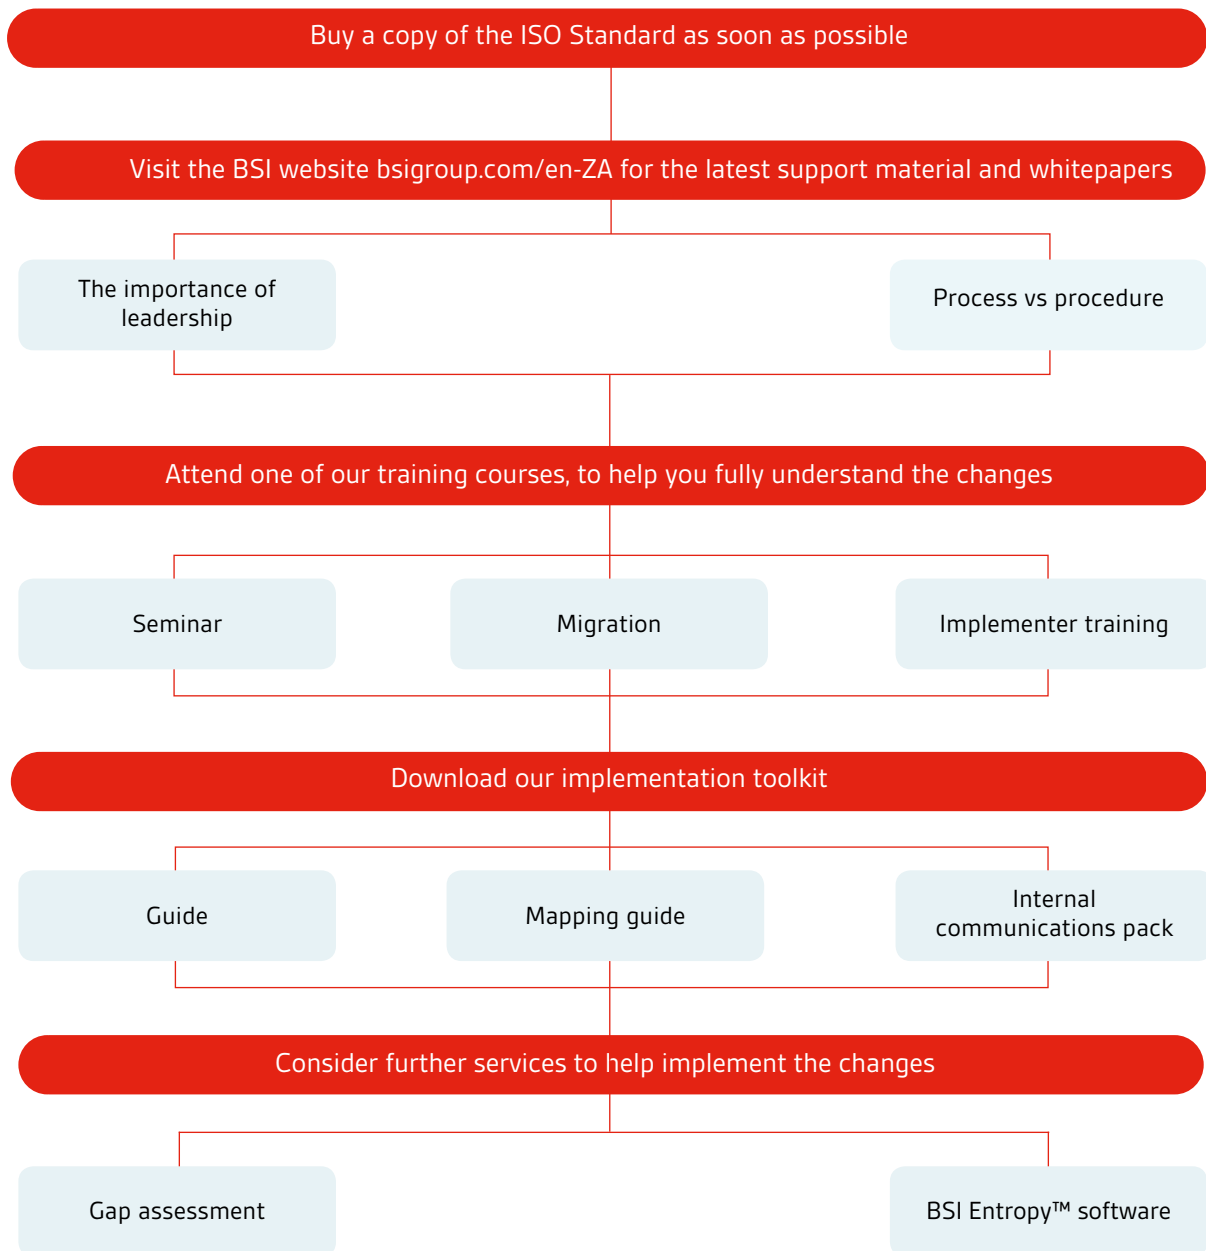 Buy a copy of the ISO Standard as soon as possible
Visit the BSI website bsigroup.com/en-ZA for the latest support material and whitepapers
The importance of
leadership
Process vs procedure
Attend one of our training courses, to help you fully understand the changes
Seminar
Migration
Implementer training
Download our implementation toolkit
Guide
Mapping guide
Internal
communications pack
Consider further services to help implement the changes
Gap assessment
BSI Entropy™ software